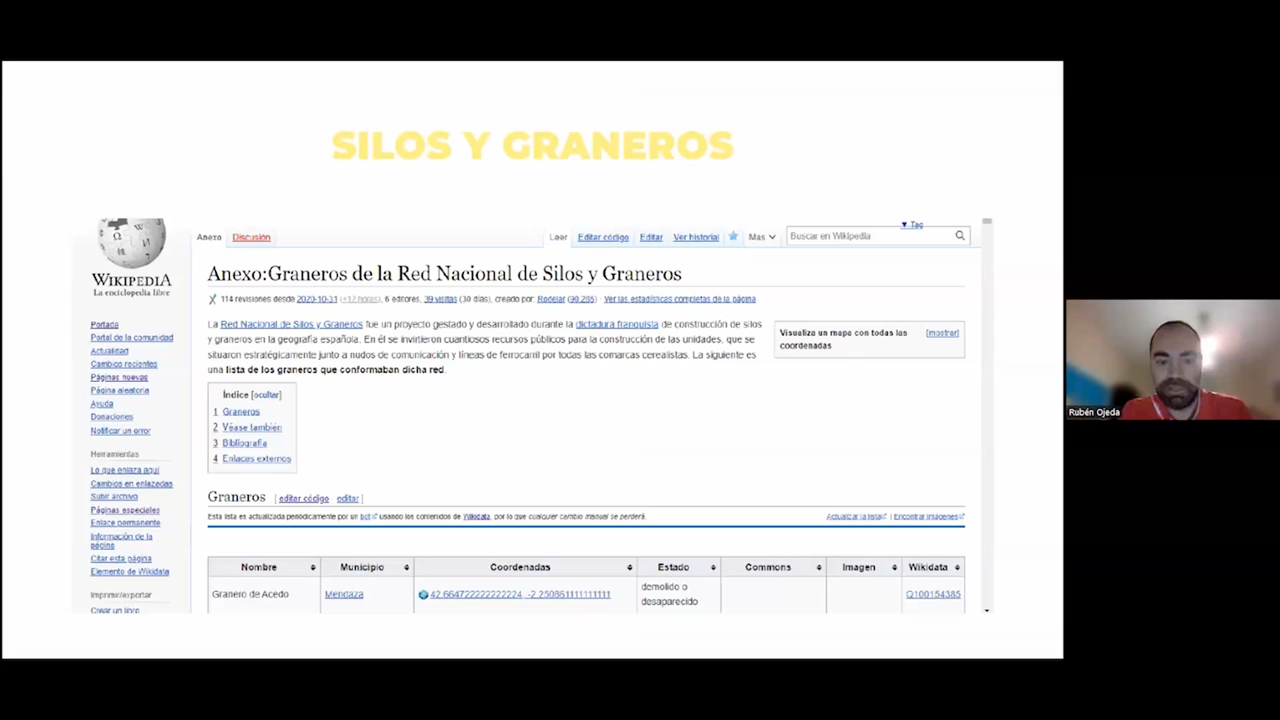 SILOS Y GRANEROS
WIKIPEDIA
La enciclopedia libre
Portada
Portal de la comunidad
Actualidad
Cambios recientes
Páginas nuevas
Página aleatoria
Ayuda
Donaciones
Notificar un error
Herramientas
Lo que enlaza aquí
Cambios en enlazadas
Subir archivo
Páginas especiales
Enlace permanente
Información de la
página
Citar esta página
Elemento de Wikidata
Imprimir/exportar
Crear un libro
Anexo Discusión Leer Editar código Editar Ver historial Más Buscar en Wikipedia
Anexo:Graneros de la Red Nacional de Silos y Graneros
114 revisiones desde 2020-10-31 (+12 horas), 6 editores, 39 visitas (30 días), creado por: Rodelar (90.285) · Ver las estadísticas completas de la página
La Red Nacional de Silos y Graneros fue un proyecto gestado y desarrollado durante la dictadura franquista de construcción de silos
y graneros en la geografía española. En él se invirtieron cuantiosos recursos públicos para la construcción de las unidades, que se
situaron estratégicamente junto a nudos de comunicación y líneas de ferrocarril por todas las comarcas cerealistas. La siguiente es
una lista de los graneros que conformaban dicha red.
Visualiza un mapa con todas las [mostrar]
coordenadas
Índice [ocultar]
1 Graneros
2 Véase también
3 Bibliografía
4 Enlaces externos
Graneros [ editar código · editar ]
Esta lista es actualizada periódicamente por un bot usando los contenidos de Wikidata, por lo que cualquier cambio manual se perderá. Actualizar la lista | Encontrar imágenes
Nombre Municipio Coordenadas Estado Commons Imagen Wikidata
Granero de Acedo Mendaza 42.664722222222224, -2.250861111111111 demolido o
desaparecido Q100154385
Rubén Ojeda